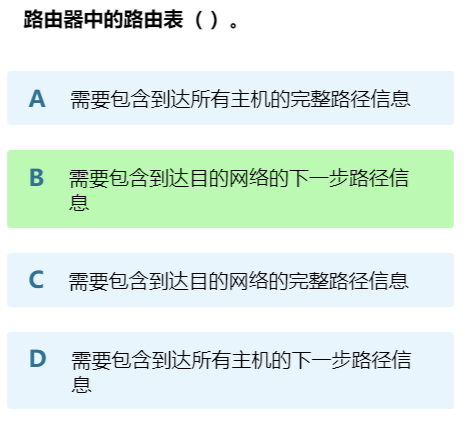 路由器中的路由表（ ）。
A 需要包含到达所有主机的完整路径信息
B 需要包含到达目的网络的下一步路径信
息
C 需要包含到达目的网络的完整路径信息
D 需要包含到达所有主机的下一步路径信
息